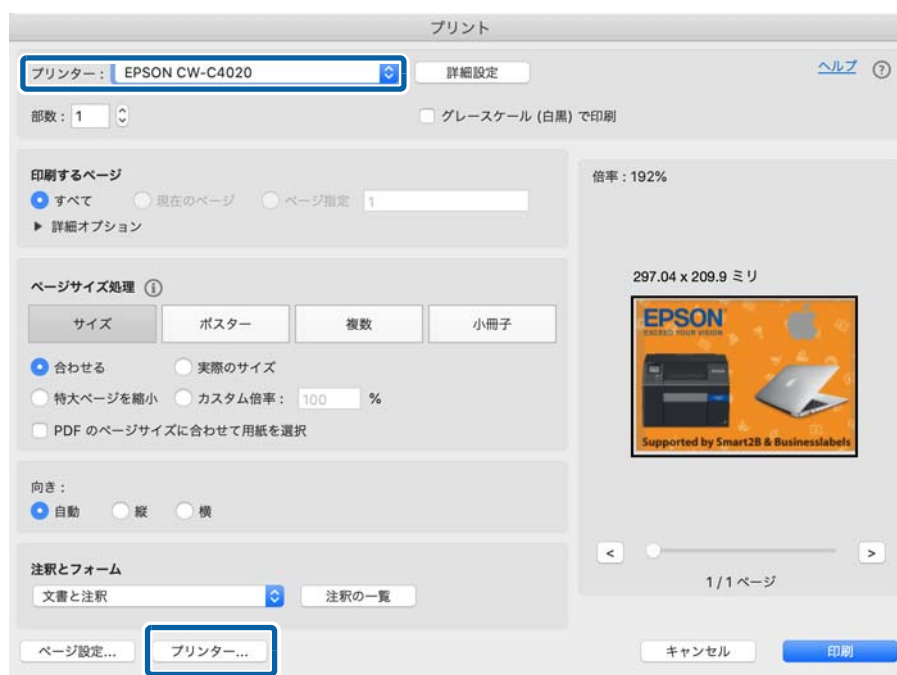 プリント
プリンター： EPSON CW-C4020 詳細設定 ヘルプ ?
部数：1 グレースケール (白黒) で印刷
印刷するページ
すべて 現在のページ ページ指定 1
詳細オプション
倍率：192%
ページサイズ処理 i
サイズ ポスター 複数 小冊子
合わせる 実際のサイズ
特大ページを縮小 カスタム倍率： 100 %
PDF のページサイズに合わせて用紙を選択
297.04 x 209.9 ミリ
EPSON
EXCEED YOUR VISION
Supported by Smart2B & Businesslabels
向き：
自動 縦 横
注釈とフォーム
文書と注釈 注釈の一覧
< >
1/1 ページ
ページ設定... プリンター... キャンセル 印刷